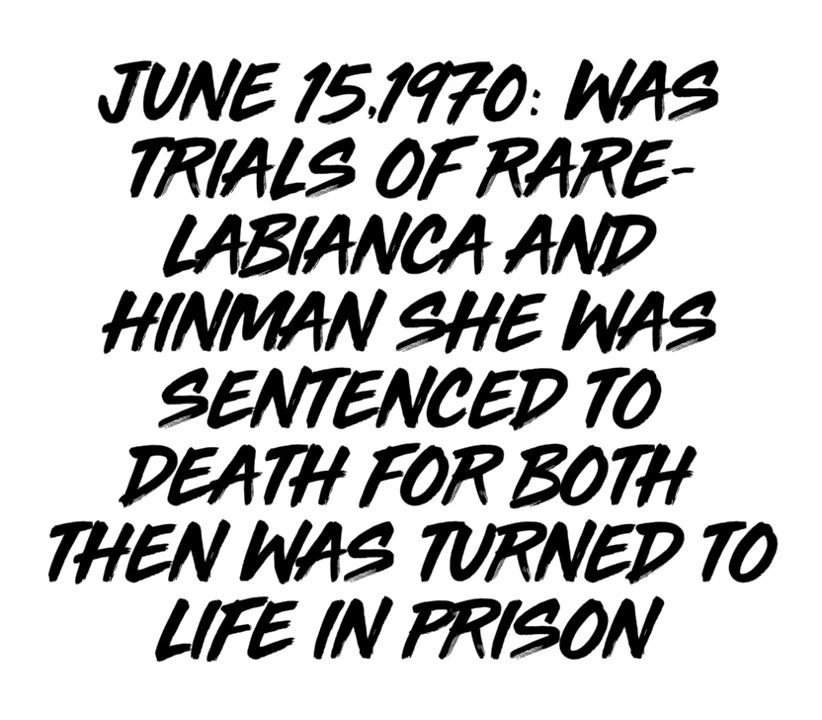 JUNE 15,1970: WAS
TRIALS OF RARE-
LABIANCA AND
HINMAN SHE WAS
SENTENCED TO
DEATH FOR BOTH
THEN WAS TURNED TO
LIFE IN PRISON